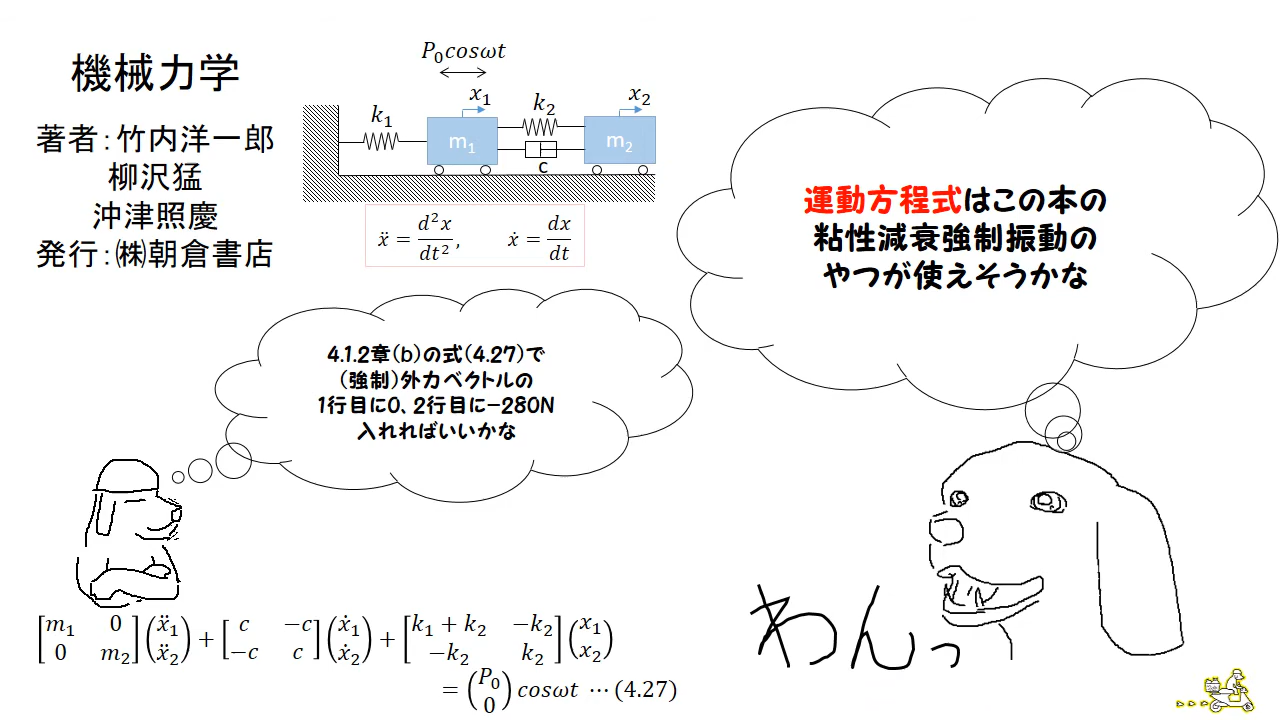 機械力学
著者：竹内洋一郎
柳沢猛
沖津照慶
発行：㈱朝倉書店
P₀cosωt
k₁
x₁
k₂
x₂
m₁
m₂
c
ẍ = d²x/dt², ẋ = dx/dt
運動方程式はこの本の
粘性減衰強制振動の
やつが使えそうかな
4.1.2章(b)の式(4.27)で
(強制)外力ベクトルの
1行目に0、2行目に-280N
入れればいいかな
わんっ
[m₁ 0; 0 m₂](ẍ₁; ẍ₂) + [c −c; −c c](ẋ₁; ẋ₂) + [k₁ + k₂ −k₂; −k₂ k₂](x₁; x₂)
= (P₀; 0) cosωt ⋯ (4.27)